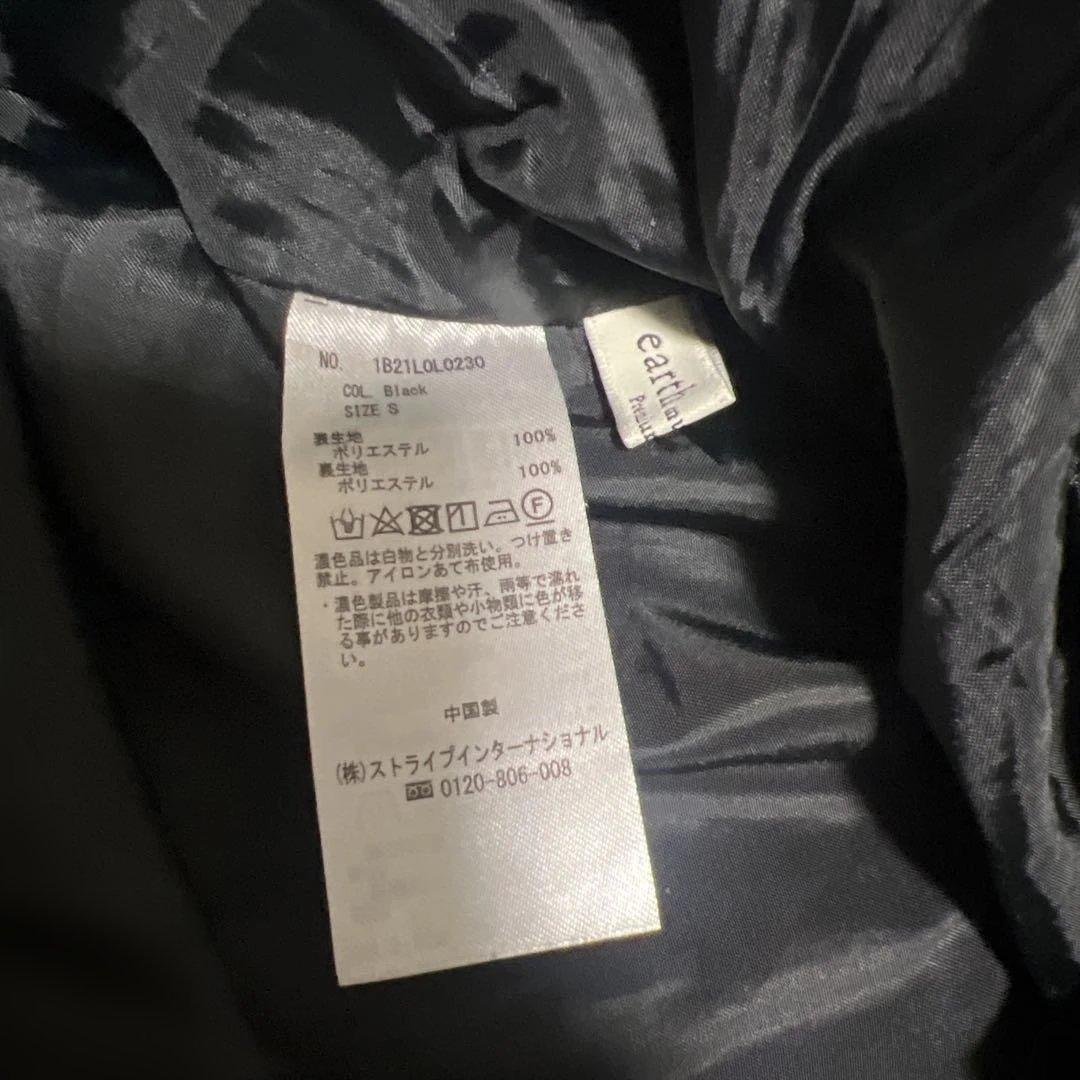 NO. 1B21L0L0230
COL. Black
SIZE S
表生地
ポリエステル 100%
裏生地
ポリエステル 100%
濃色品は白物と分別洗い。つけ置き
禁止。アイロンあて布使用。
・濃色製品は摩擦や汗、雨等で濡れ
た際に他の衣類や小物類に色が移
る事がありますのでご注意くださ
い。
中国製
(株)ストライプインターナショナル
0120-806-008
earth